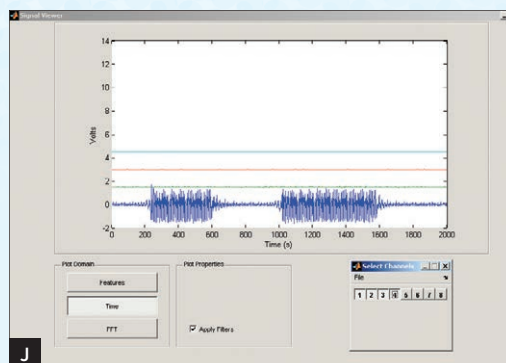 Signal Viewer
14
12
10
8
6
4
2
0
-2
Volts
0 200 400 600 800 1000 1200 1400 1600 1800 2000
Time (s)
Plot Domain
Features
Time
FFT
Plot Properties
Apply Filters
Select Channels
File
1 2 3 4 5 6 7 8
J